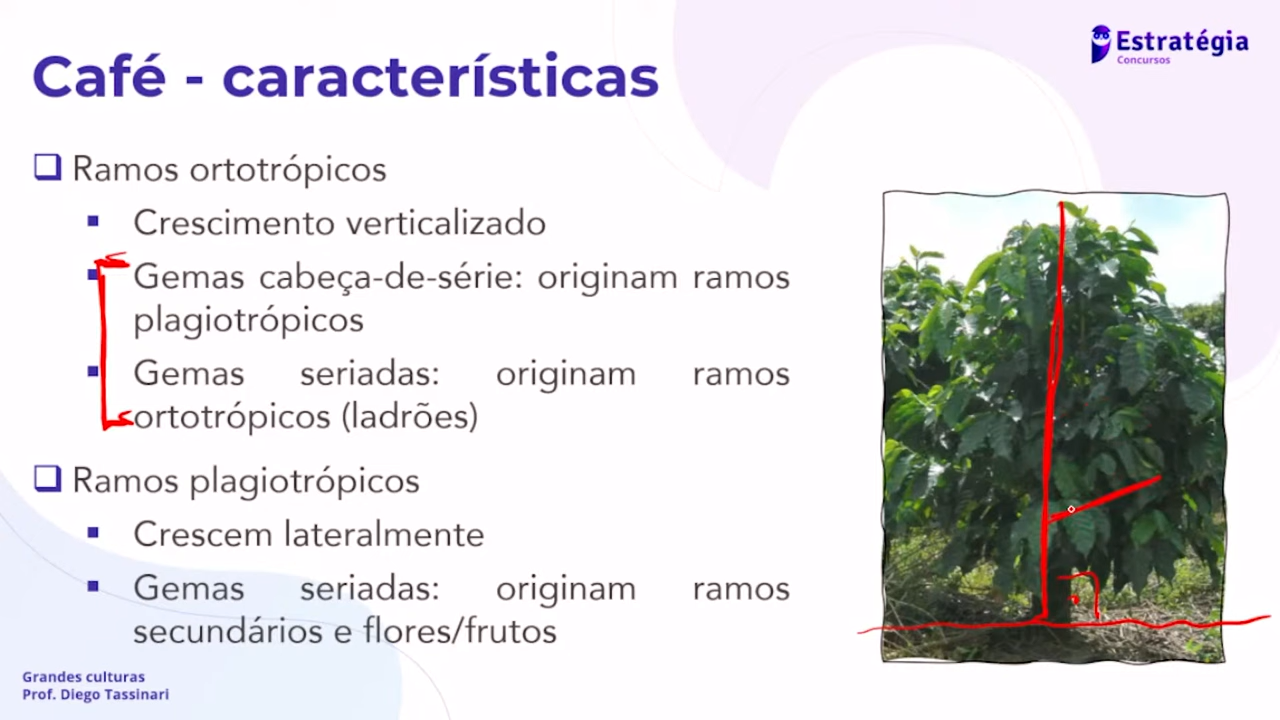 Estratégia
Concursos
Café - características
Ramos ortotrópicos
Crescimento verticalizado
Gemas cabeça-de-série: originam ramos
plagiotrópicos
Gemas seriadas: originam ramos
ortotrópicos (ladrões)
Ramos plagiotrópicos
Crescem lateralmente
Gemas seriadas: originam ramos
secundários e flores/frutos
Grandes culturas
Prof. Diego Tassinari